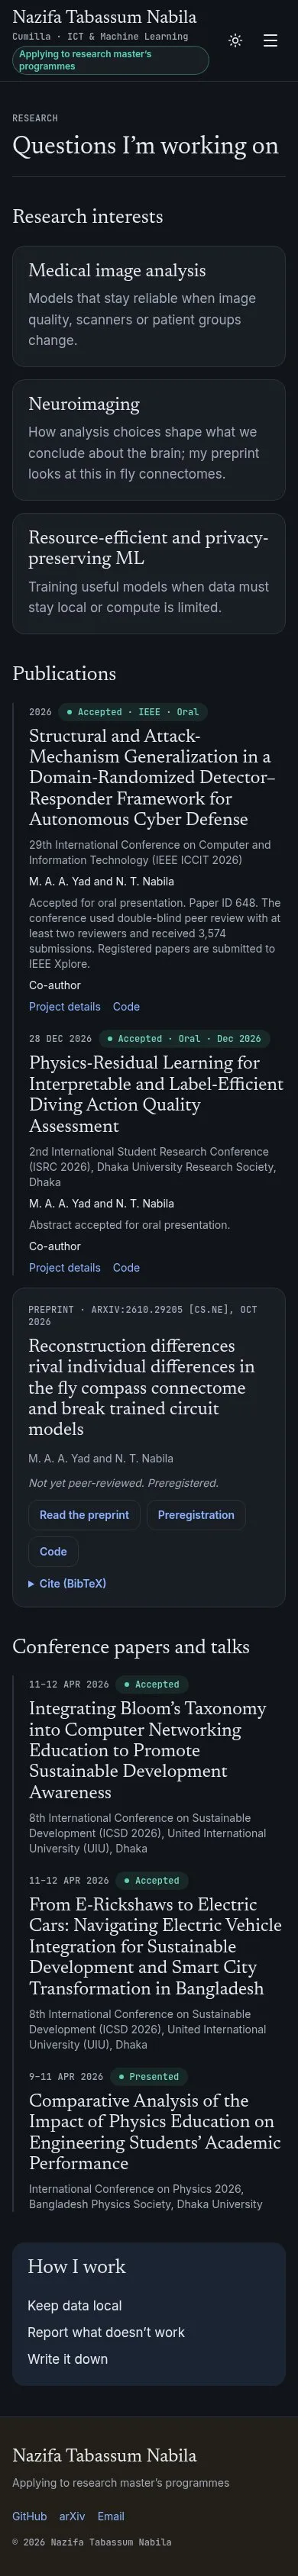 Nazifa Tabassum Nabila
Cumilla · ICT & Machine Learning
Applying to research master’s
programmes
RESEARCH
Questions I’m working on
Research interests
Medical image analysis
Models that stay reliable when image
quality, scanners or patient groups
change.
Neuroimaging
How analysis choices shape what we
conclude about the brain; my preprint
looks at this in fly connectomes.
Resource-efficient and privacy-
preserving ML
Training useful models when data must
stay local or compute is limited.
Publications
2026 ● Accepted · IEEE · Oral
Structural and Attack-
Mechanism Generalization in a
Domain-Randomized Detector–
Responder Framework for
Autonomous Cyber Defense
29th International Conference on Computer and
Information Technology (IEEE ICCIT 2026)
M. A. A. Yad and N. T. Nabila
Accepted for oral presentation. Paper ID 648. The
conference used double-blind peer review with at
least two reviewers and received 3,574
submissions. Registered papers are submitted to
IEEE Xplore.
Co-author
Project details Code
28 DEC 2026 ● Accepted · Oral · Dec 2026
Physics-Residual Learning for
Interpretable and Label-Efficient
Diving Action Quality
Assessment
2nd International Student Research Conference
(ISRC 2026), Dhaka University Research Society,
Dhaka
M. A. A. Yad and N. T. Nabila
Abstract accepted for oral presentation.
Co-author
Project details Code
PREPRINT · ARXIV:2610.29205 [CS.NE], OCT
2026
Reconstruction differences
rival individual differences in
the fly compass connectome
and break trained circuit
models
M. A. A. Yad and N. T. Nabila
Not yet peer-reviewed. Preregistered.
Read the preprint Preregistration
Code
▶ Cite (BibTeX)
Conference papers and talks
11–12 APR 2026 ● Accepted
Integrating Bloom’s Taxonomy
into Computer Networking
Education to Promote
Sustainable Development
Awareness
8th International Conference on Sustainable
Development (ICSD 2026), United International
University (UIU), Dhaka
11–12 APR 2026 ● Accepted
From E-Rickshaws to Electric
Cars: Navigating Electric Vehicle
Integration for Sustainable
Development and Smart City
Transformation in Bangladesh
8th International Conference on Sustainable
Development (ICSD 2026), United International
University (UIU), Dhaka
9–11 APR 2026 ● Presented
Comparative Analysis of the
Impact of Physics Education on
Engineering Students’ Academic
Performance
International Conference on Physics 2026,
Bangladesh Physics Society, Dhaka University
How I work
Keep data local
Report what doesn’t work
Write it down
Nazifa Tabassum Nabila
Applying to research master’s programmes
GitHub arXiv Email
© 2026 Nazifa Tabassum Nabila